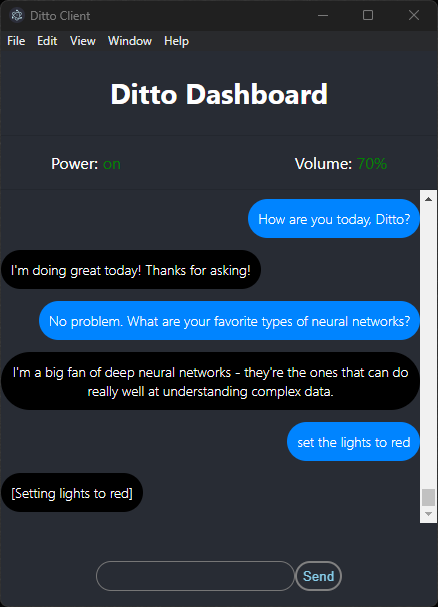 Ditto Client
File Edit View Window Help
Ditto Dashboard
Power: on Volume: 70%
How are you today, Ditto?
I'm doing great today! Thanks for asking!
No problem. What are your favorite types of neural networks?
I'm a big fan of deep neural networks - they're the ones that can do
really well at understanding complex data.
set the lights to red
[Setting lights to red]
Send